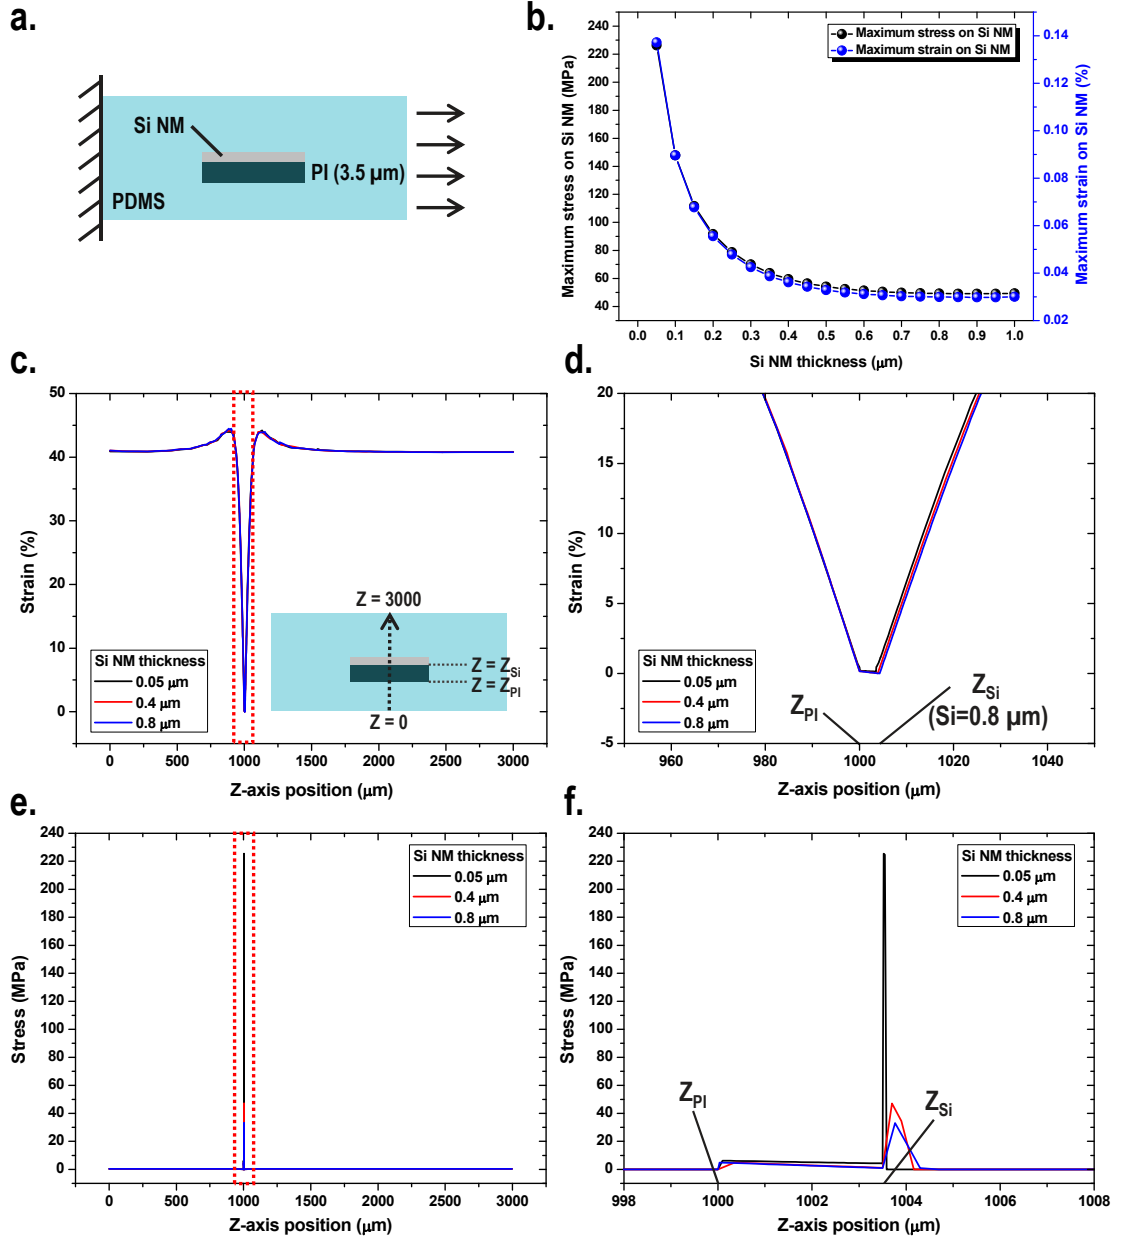 a.
Si NM
PI (3.5 μm)
PDMS
b.
Maximum stress on Si NM (MPa)
240
220
200
180
160
140
120
100
80
60
40
Maximum stress on Si NM
Maximum strain on Si NM
0.14
0.12
0.10
0.08
0.06
0.04
0.02
Maximum strain on Si NM (%)
0.0 0.1 0.2 0.3 0.4 0.5 0.6 0.7 0.8 0.9 1.0
Si NM thickness (μm)
c.
Strain (%)
50
40
30
20
10
0
Si NM thickness
0.05 μm
0.4 μm
0.8 μm
Z = 3000
Z = ZSi
Z = ZPI
Z = 0
0 500 1000 1500 2000 2500 3000
Z-axis position (μm)
d.
Strain (%)
20
15
10
5
0
-5
Si NM thickness
0.05 μm
0.4 μm
0.8 μm
ZPI
ZSi
(Si=0.8 μm)
960 980 1000 1020 1040
Z-axis position (μm)
e.
Stress (MPa)
240
220
200
180
160
140
120
100
80
60
40
20
0
Si NM thickness
0.05 μm
0.4 μm
0.8 μm
0 500 1000 1500 2000 2500 3000
Z-axis position (μm)
f.
Stress (MPa)
240
220
200
180
160
140
120
100
80
60
40
20
0
Si NM thickness
0.05 μm
0.4 μm
0.8 μm
ZPI
ZSi
998 1000 1002 1004 1006 1008
Z-axis position (μm)